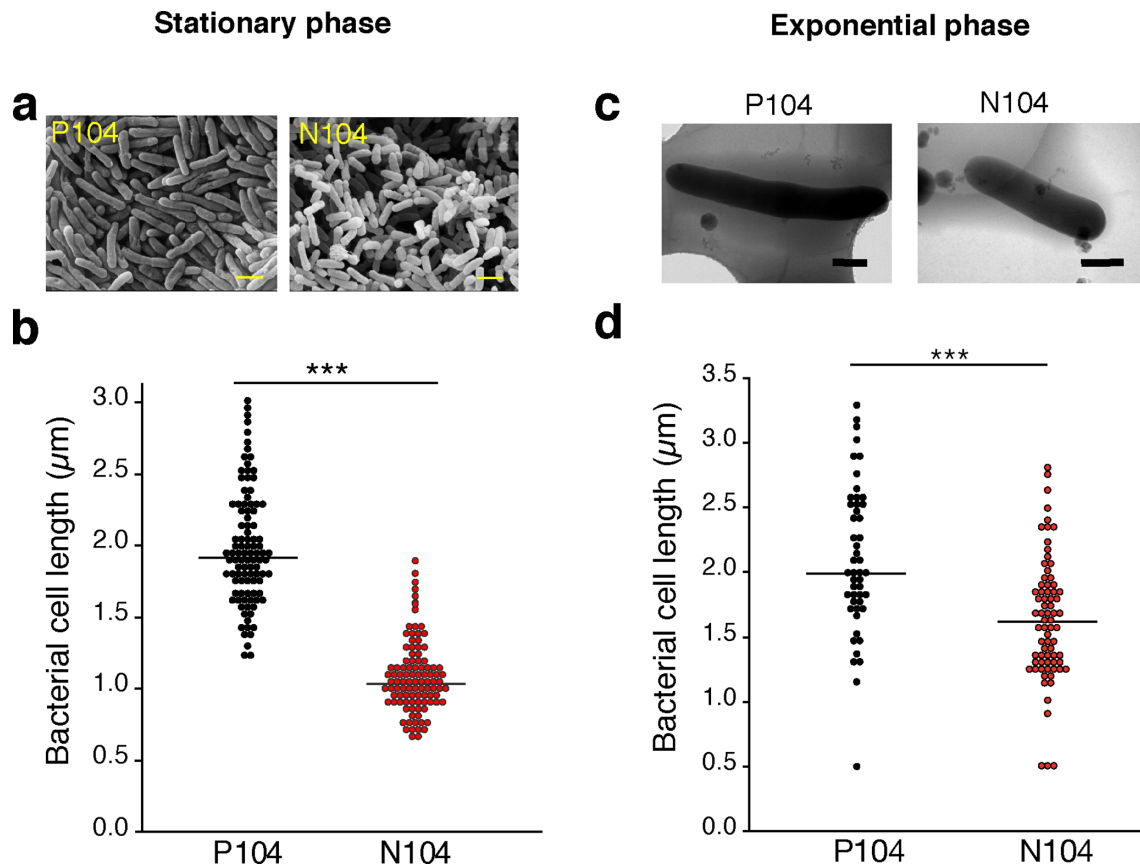 Stationary phase
Exponential phase
a
P104
N104
c
P104
N104
b
***
Bacterial cell length (µm)
3.0
2.5
2.0
1.5
1.0
0.5
0.0
P104
N104
d
***
Bacterial cell length (µm)
3.5
3.0
2.5
2.0
1.5
1.0
0.5
0.0
P104
N104